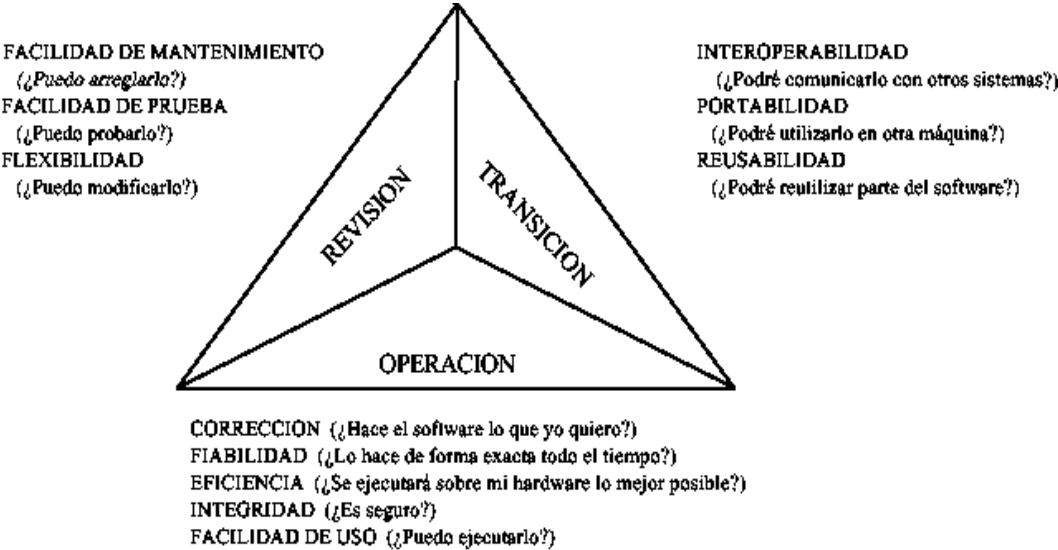 FACILIDAD DE MANTENIMIENTO
(¿Puedo arreglarlo?)
FACILIDAD DE PRUEBA
(¿Puedo probarlo?)
FLEXIBILIDAD
(¿Puedo modificarlo?)
INTEROPERABILIDAD
(¿Podré comunicarlo con otros sistemas?)
PORTABILIDAD
(¿Podré utilizarlo en otra máquina?)
REUSABILIDAD
(¿Podré reutilizar parte del software?)
REVISION
TRANSICION
OPERACION
CORRECCION (¿Hace el software lo que yo quiero?)
FIABILIDAD (¿Lo hace de forma exacta todo el tiempo?)
EFICIENCIA (¿Se ejecutará sobre mi hardware lo mejor posible?)
INTEGRIDAD (¿Es seguro?)
FACILIDAD DE USO (¿Puedo ejecutarlo?)